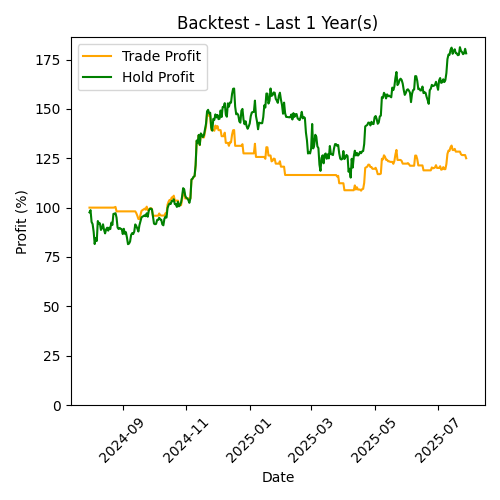 Backtest - Last 1 Year(s)
Trade Profit
Hold Profit
Profit (%)
175
150
125
100
75
50
25
0
2024-09
2024-11
2025-01
2025-03
2025-05
2025-07
Date